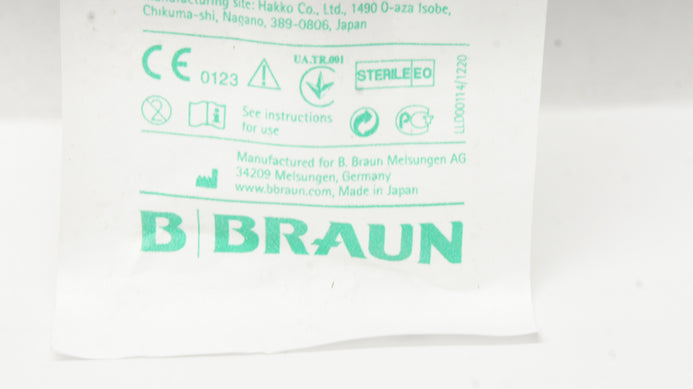 Manufacturing site: Hakko Co., Ltd., 1490 O-aza Isobe,
Chikuma-shi, Nagano, 389-0806, Japan
CE 0123
UA.TR.001
STERILE EO
See instructions
for use
LLD00114/1220
Manufactured for B. Braun Melsungen AG
34209 Melsungen, Germany
www.bbraun.com, Made in Japan
B|BRAUN